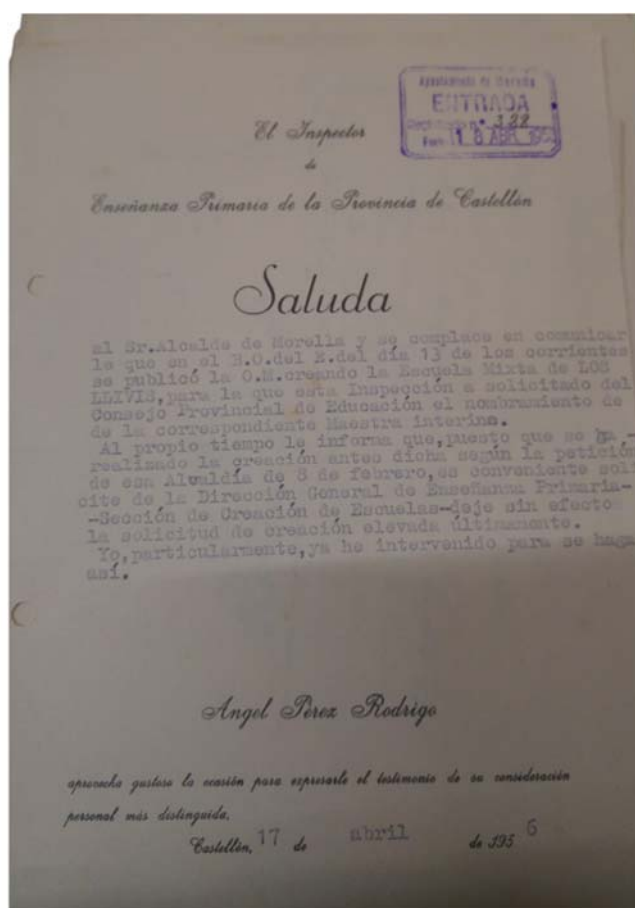 Ayuntamiento de Morella
ENTRADA
n.° 388
18 ABR. 195
El Inspector
de
Enseñanza Primaria de la Provincia de Castellón
Saluda
al Sr.Alcalde de Morella y se complace en comunicar
le que en el B.O.del E.del día 13 de los corrientes
se publicó la O.M.creando la Escuela Mixta de LOS
LLIVIS,para la que esta Inspección a solicitado del
Consejo Provincial de Educación el nombramiento de
de la correspondiente Maestra interina.
Al propio tiempo le informa que,puesto que se ha,-
realizado la creación antes dicha según la petición
de esa Alcaldía de 8 de febrero,es conveniente soli
cite de la Dirección General de Enseñanza Primaria-
-Sección de Creación de Escuelas-deje sin efecto
la solicitud de creación elevada últimamente.
Yo,particularmente,ya he intervenido para se haga
así.
Angel Pérez Rodrigo
aprovecha gustoso la ocasión para expresarle el testimonio de su consideración
personal más distinguida.
Castellón, 17 de abril de 195 6